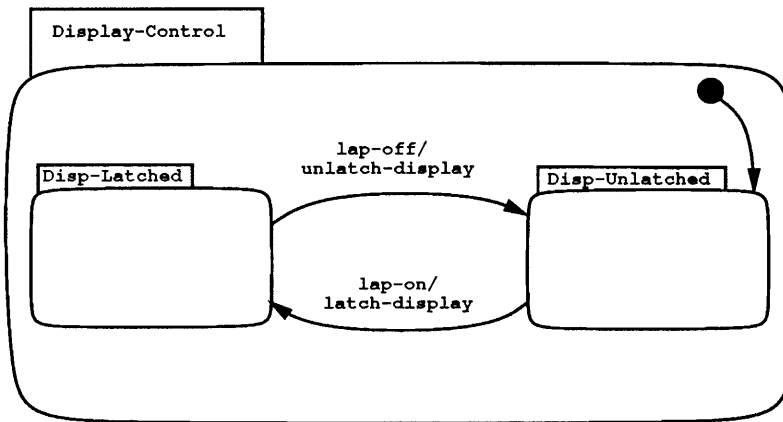 Display-Control
lap-off/
unlatch-display
Disp-Latched
Disp-Unlatched
lap-on/
latch-display